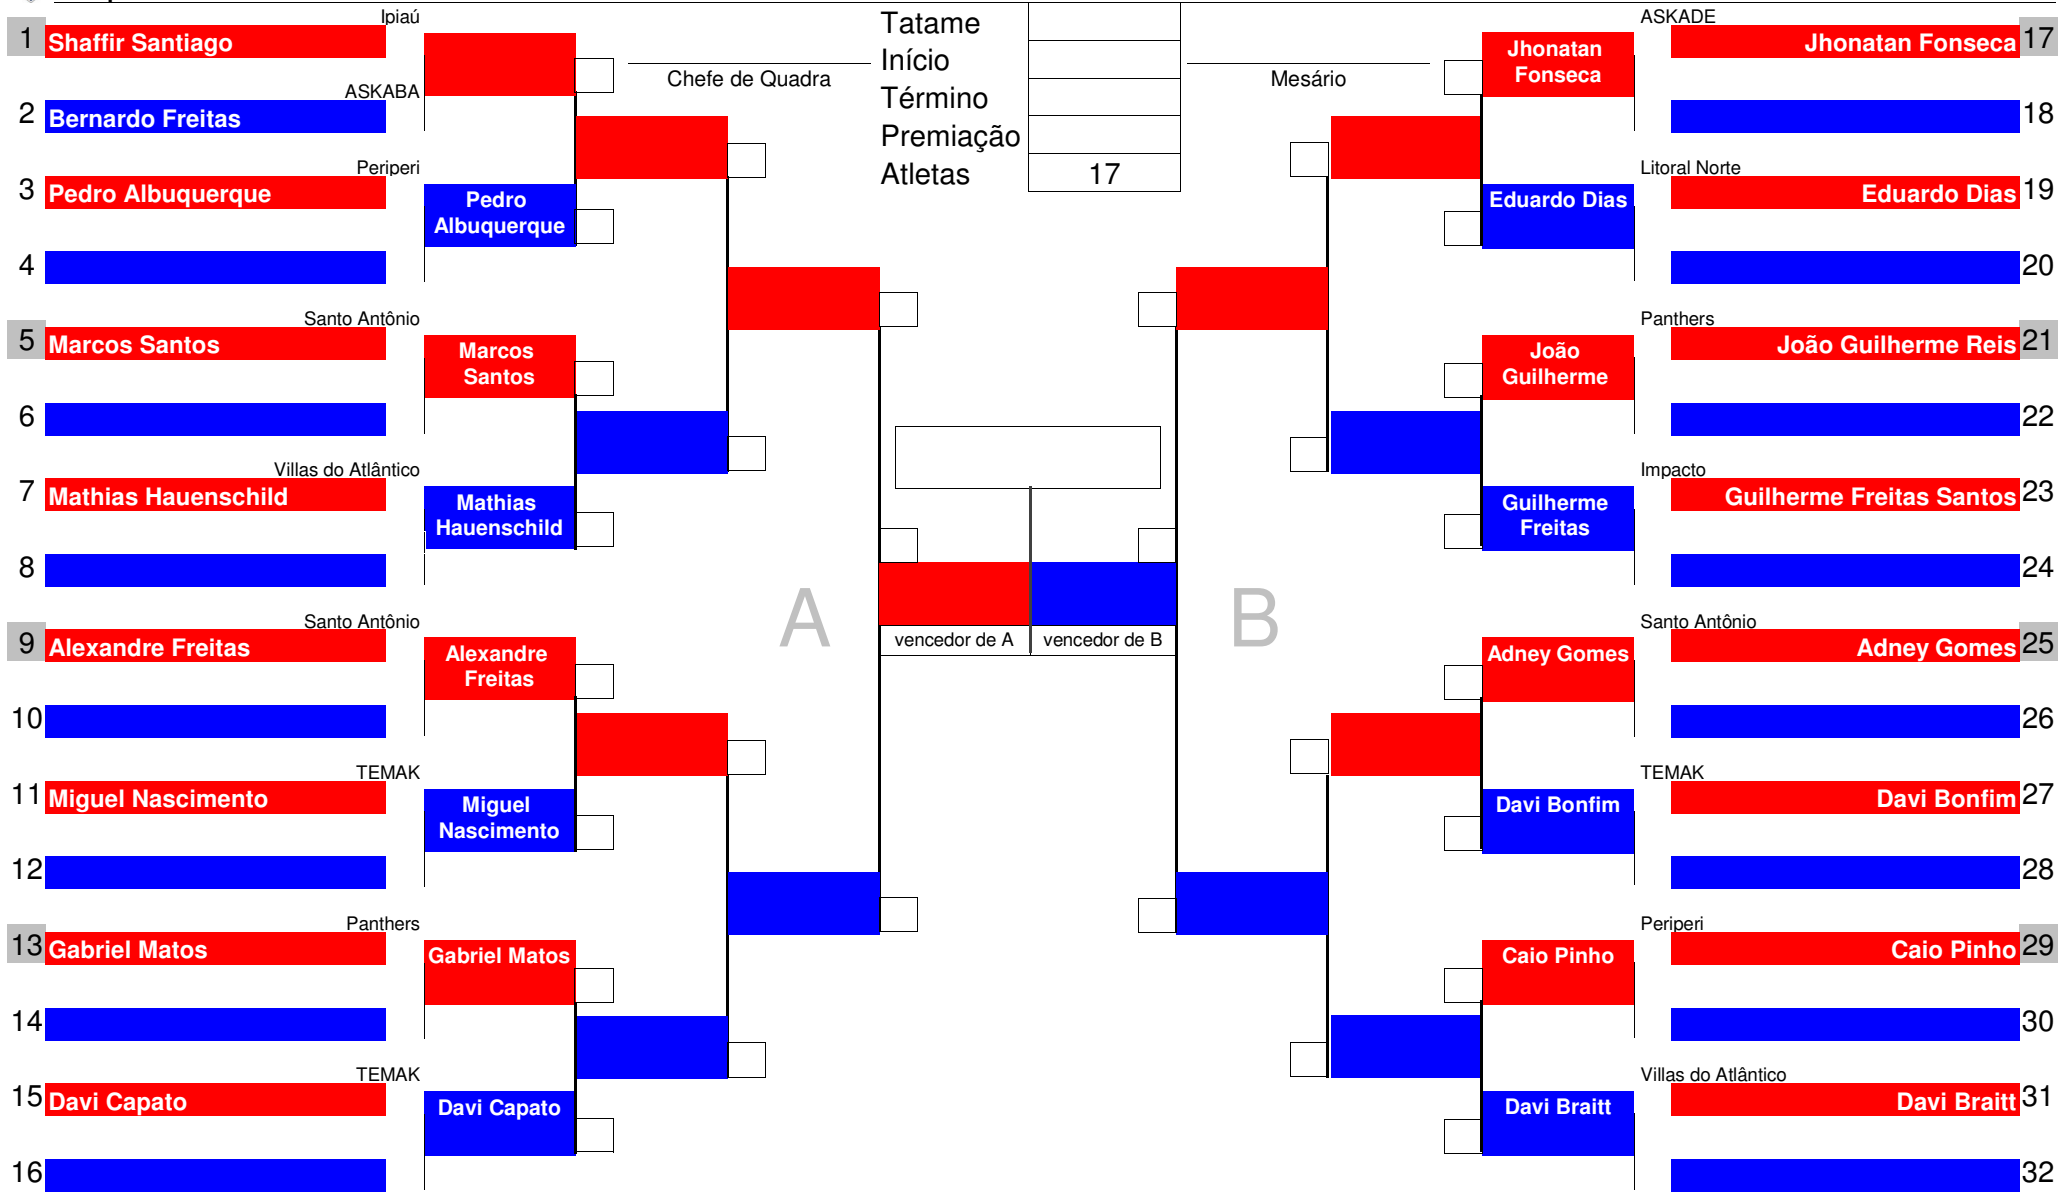 Ipiaú
1 Shaffir Santiago
ASKABA
2 Bernardo Freitas
Periperi
3 Pedro Albuquerque
Pedro
Albuquerque
4
Santo Antônio
5 Marcos Santos
Marcos
Santos
6
Villas do Atlântico
7 Mathias Hauenschild
Mathias
Hauenschild
8
Santo Antônio
9 Alexandre Freitas
Alexandre
Freitas
10
TEMAK
11 Miguel Nascimento
Miguel
Nascimento
12
Panthers
13 Gabriel Matos
Gabriel Matos
14
TEMAK
15 Davi Capato
Davi Capato
16
Chefe de Quadra
Tatame
Início
Término
Premiação
Atletas 17
Mesário
A
vencedor de A
vencedor de B
B
ASKADE
Jhonatan
Fonseca
Jhonatan Fonseca 17
18
Litoral Norte
Eduardo Dias
Eduardo Dias 19
20
Panthers
João
Guilherme
João Guilherme Reis 21
22
Impacto
Guilherme
Freitas
Guilherme Freitas Santos 23
24
Santo Antônio
Adney Gomes
Adney Gomes 25
26
TEMAK
Davi Bonfim
Davi Bonfim 27
28
Periperi
Caio Pinho
Caio Pinho 29
30
Villas do Atlântico
Davi Braitt
Davi Braitt 31
32